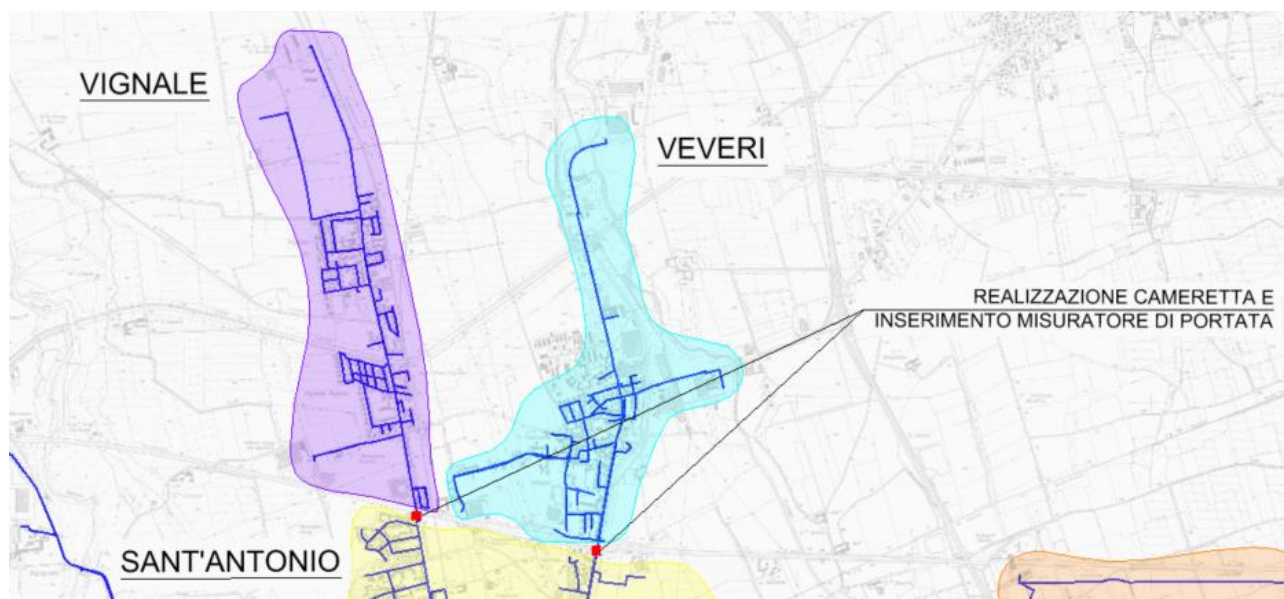 VIGNALE
VEVERI
REALIZZAZIONE CAMERETTA E
INSERIMENTO MISURATORE DI PORTATA
SANT'ANTONIO